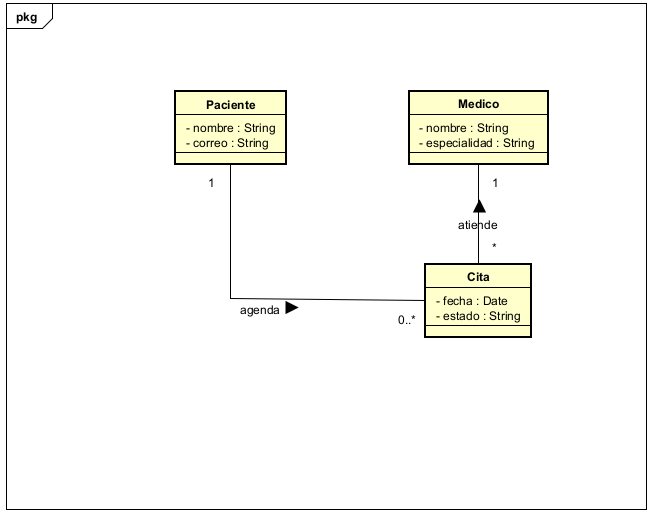 pkg
Paciente
- nombre : String
- correo : String
Medico
- nombre : String
- especialidad : String
1
1
atiende
*
Cita
- fecha : Date
- estado : String
agenda
0..*